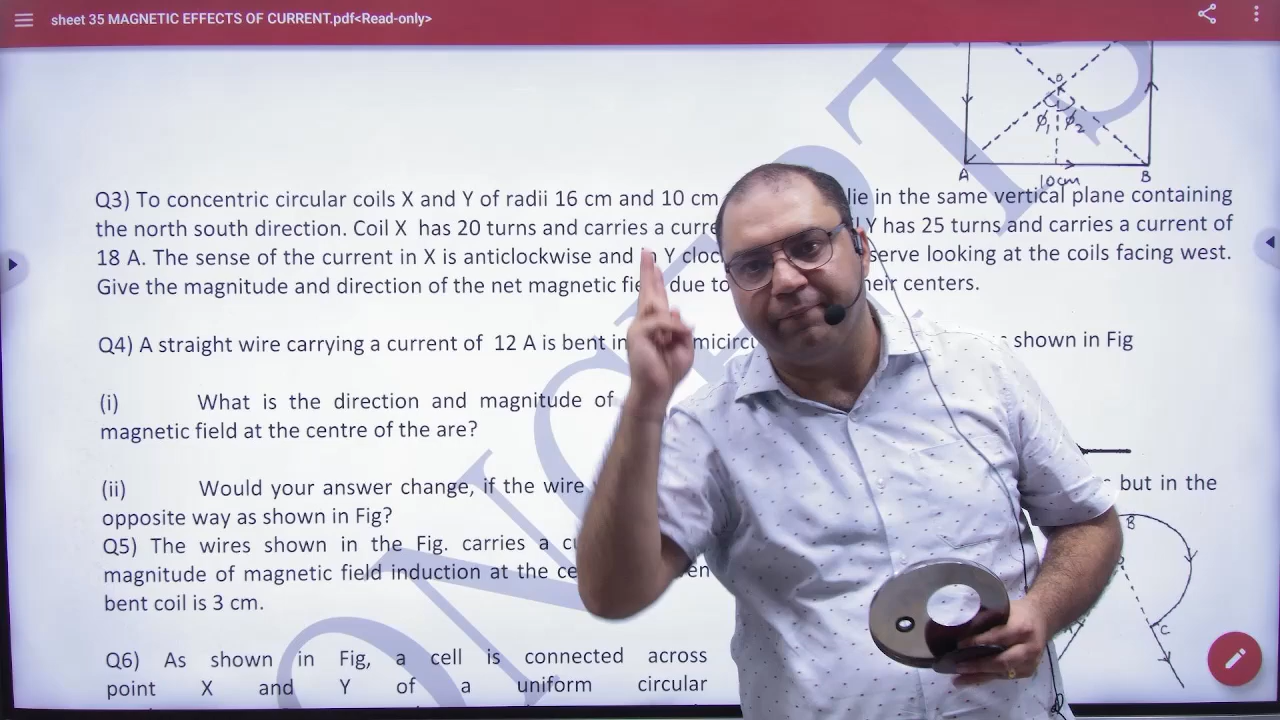 sheet 35 MAGNETIC EFFECTS OF CURRENT.pdf<Read-only>
O
ϕ₁ ϕ₂
A 10cm B
Q3) To concentric circular coils X and Y of radii 16 cm and 10 cm lie in the same vertical plane containing
the north south direction. Coil X has 20 turns and carries a Y has 25 turns and carries a current of
18 A. The sense of the current in X is anticlockwise and Y looking at the coils facing west.
Give the magnitude and direction of the net magnetic due to centers.
Q4) A straight wire carrying a current of 12 A is bent shown in Fig
(i) What is the direction and magnitude of
magnetic field at the centre of the are?
(ii) Would your answer change, if the wire but in the
opposite way as shown in Fig?
Q5) The wires shown in the Fig. carries a
magnitude of magnetic field induction at the
bent coil is 3 cm.
B
C
Q6) As shown in Fig, a cell is connected across
point X and Y of a uniform circular